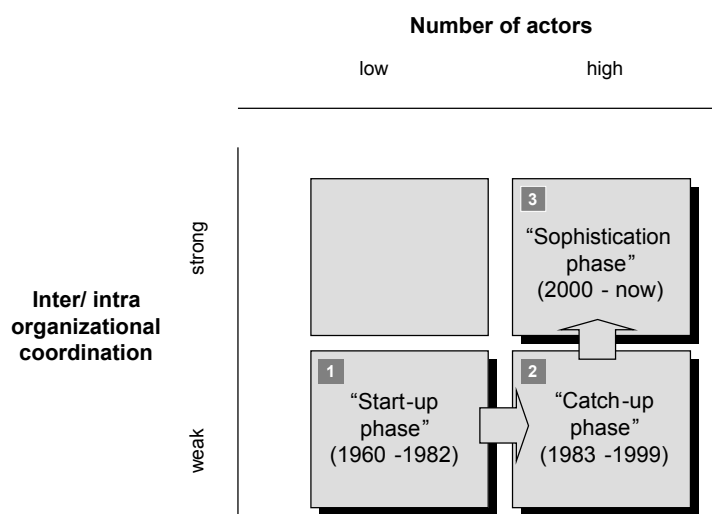 Number of actors
low high
strong
3
“Sophistication
phase”
(2000 - now)
Inter/ intra
organizational
coordination
weak
1
“Start-up
phase”
(1960 -1982)
2
“Catch-up
phase”
(1983 -1999)